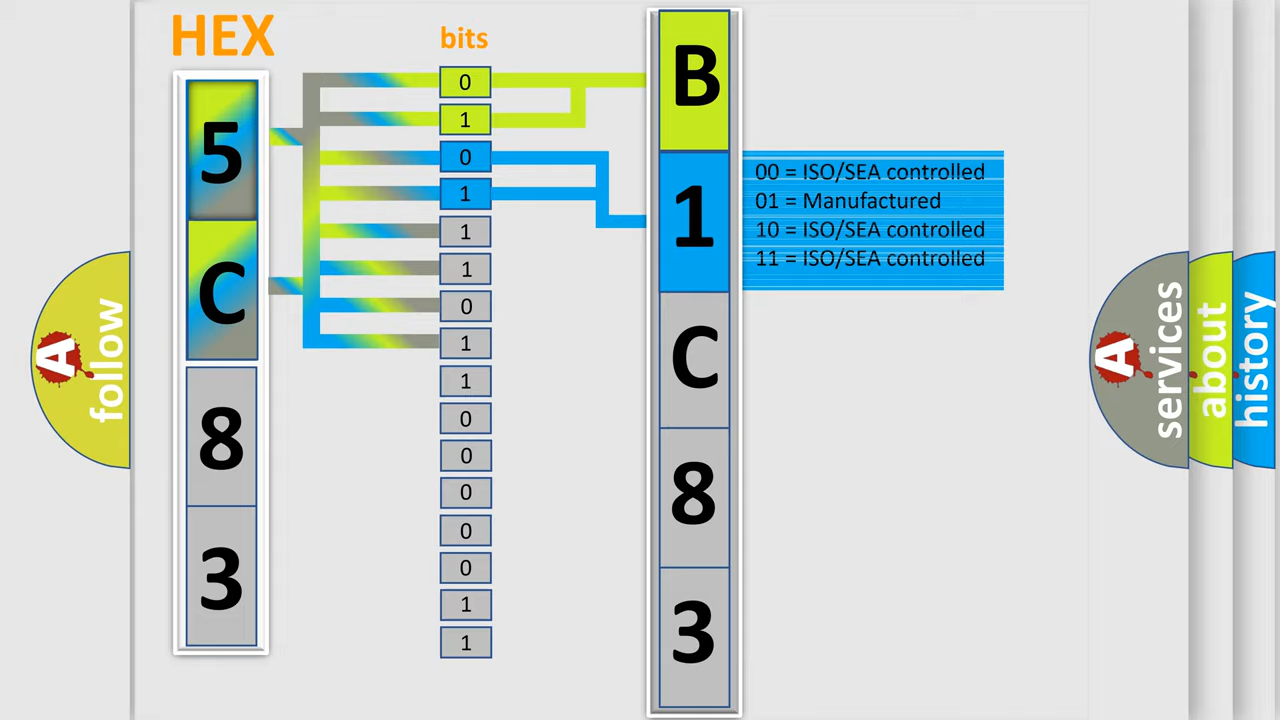 HEX
bits
5
C
8
3
0
1
0
1
1
1
0
1
1
0
0
0
0
0
1
1
B
1
C
8
3
00 = ISO/SEA controlled
01 = Manufactured
10 = ISO/SEA controlled
11 = ISO/SEA controlled
A
follow
A
services
about
history